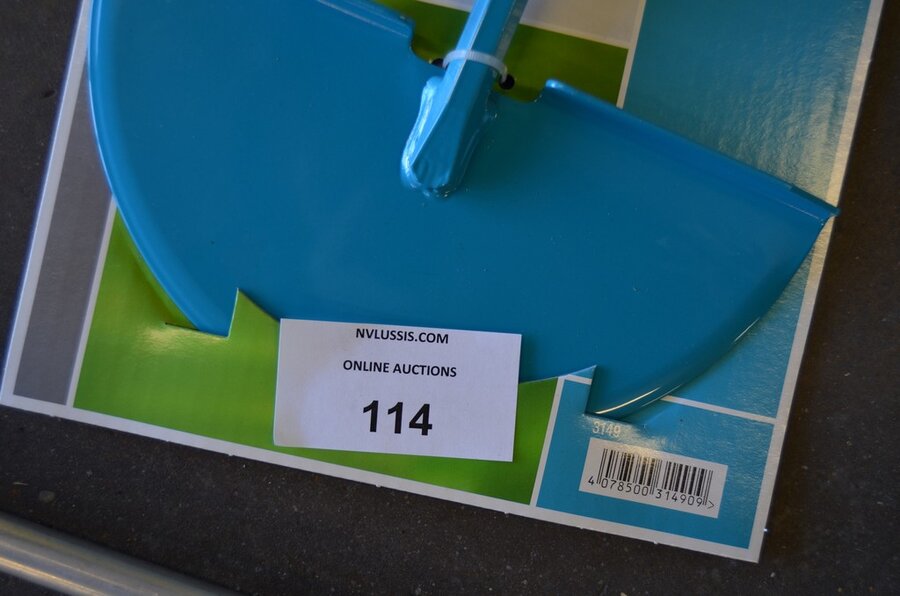 NVLUSSIS.COM
ONLINE AUCTIONS
114
3149
4 078500 314909 >